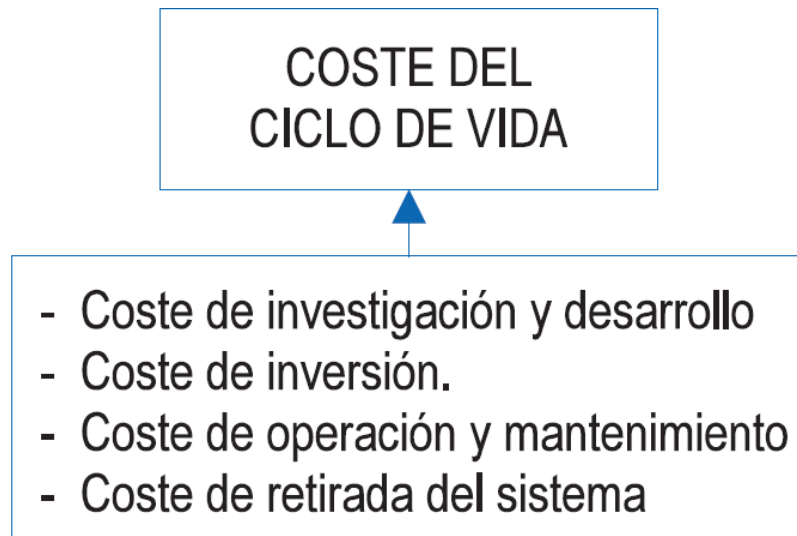 COSTE DEL
CICLO DE VIDA
- Coste de investigación y desarrollo
- Coste de inversión.
- Coste de operación y mantenimiento
- Coste de retirada del sistema